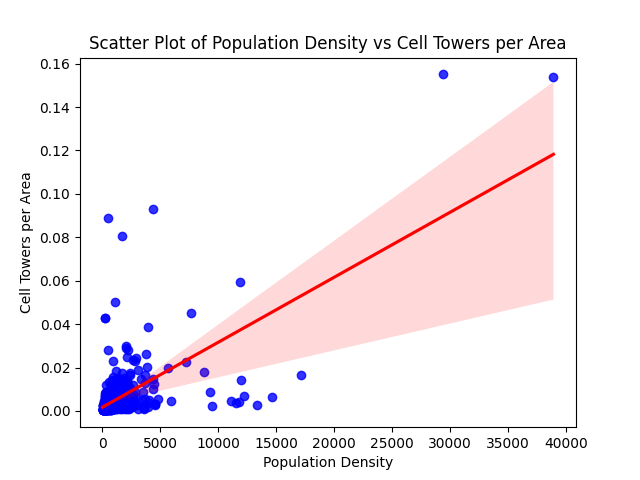 Scatter Plot of Population Density vs Cell Towers per Area
0.16
0.14
0.12
0.10
0.08
0.06
0.04
0.02
0.00
Cell Towers per Area
0 5000 10000 15000 20000 25000 30000 35000 40000
Population Density